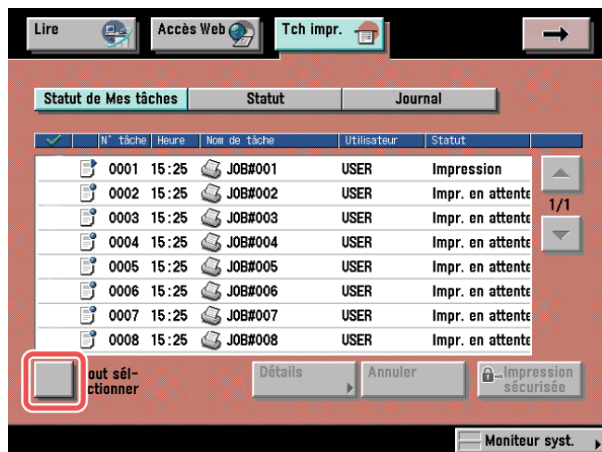 Lire Accès Web Tch impr.
Statut de Mes tâches Statut Journal
N° tâche Heure Nom de tâche Utilisateur Statut
0001 15:25 JOB#001 USER Impression
0002 15:25 JOB#002 USER Impr. en attente
1/1
0003 15:25 JOB#003 USER Impr. en attente
0004 15:25 JOB#004 USER Impr. en attente
0005 15:25 JOB#005 USER Impr. en attente
0006 15:25 JOB#006 USER Impr. en attente
0007 15:25 JOB#007 USER Impr. en attente
0008 15:25 JOB#008 USER Impr. en attente
out sél- Détails Annuler Impression
ctionner sécurisée
Moniteur syst.